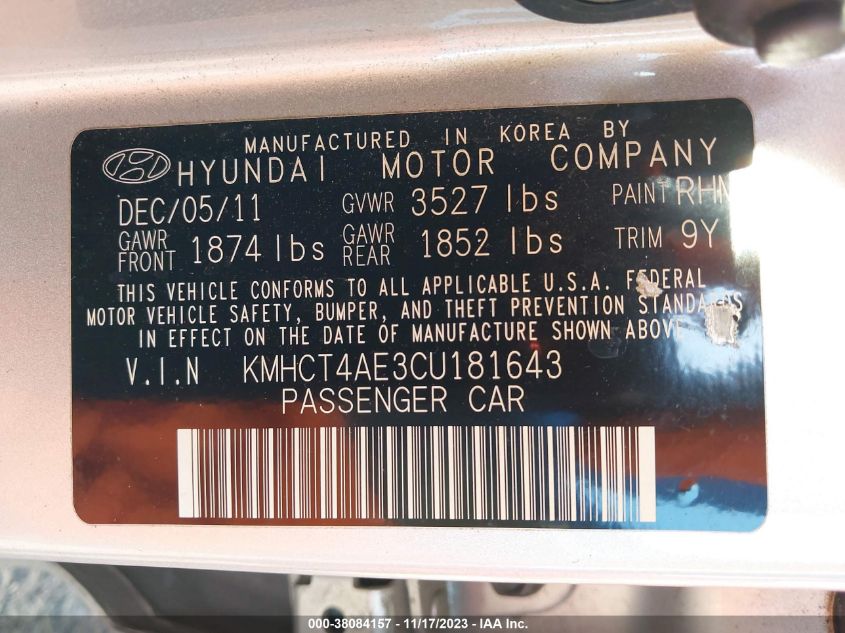 MANUFACTURED IN KOREA BY
HYUNDAI MOTOR COMPANY
DEC/05/11 GVWR 3527 lbs PAINT RHM
GAWR FRONT 1874 lbs GAWR REAR 1852 lbs TRIM 9Y
THIS VEHICLE CONFORMS TO ALL APPLICABLE U.S.A. FEDERAL
MOTOR VEHICLE SAFETY, BUMPER, AND THEFT PREVENTION STANDARDS
IN EFFECT ON THE DATE OF MANUFACTURE SHOWN ABOVE.
V.I.N KMHCT4AE3CU181643
PASSENGER CAR
000-38084157 - 11/17/2023 - IAA Inc.